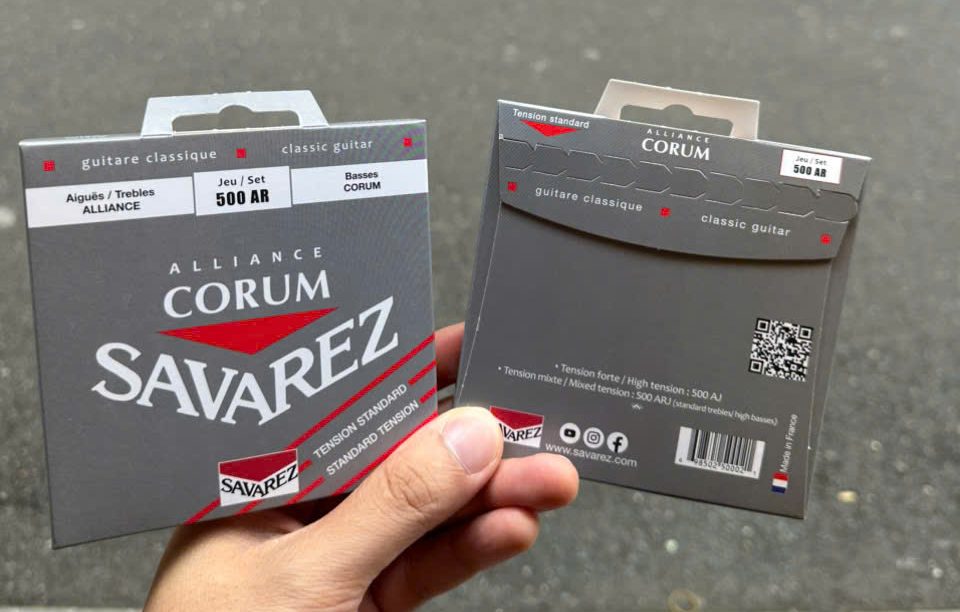 guitare classique classic guitar
Aiguës / Trebles
ALLIANCE
Jeu / Set
500 AR
Basses
CORUM
ALLIANCE
CORUM
SAVAREZ
TENSION STANDARD
STANDARD TENSION
SAVAREZ
Tension standard
ALLIANCE
CORUM
Jeu / Set
500 AR
guitare classique classic guitar
• Tension forte / High tension : 500 AJ
• Tension mixte / Mixed tension : 500 ARJ (standard trebles/ high basses)
VAREZ
www.savarez.com
Made in France